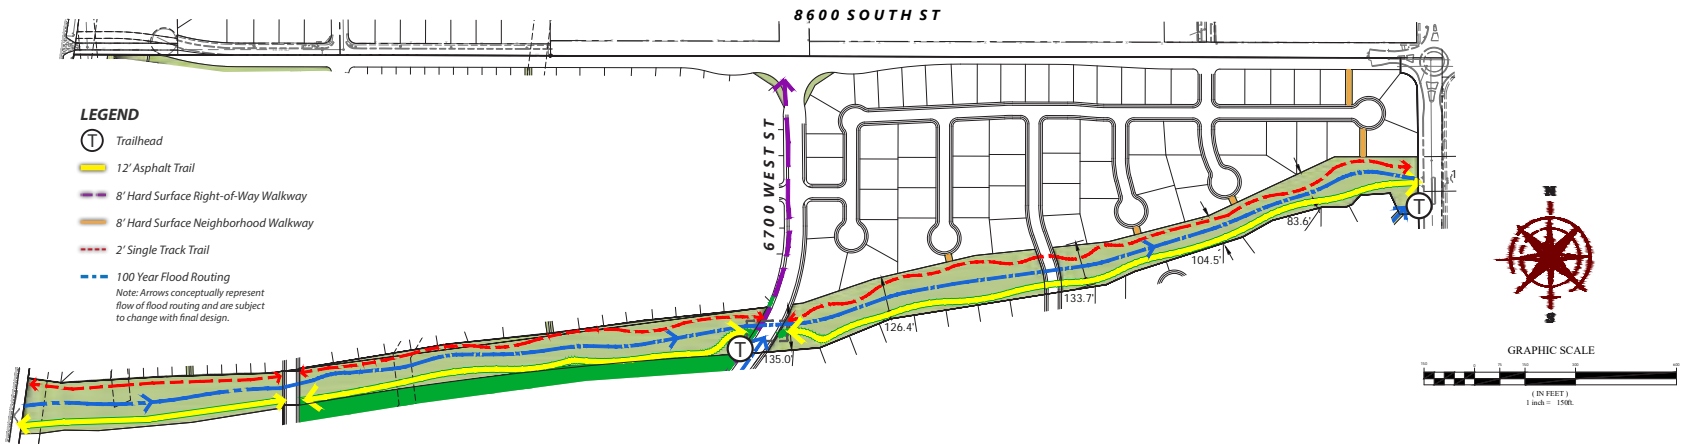 8600 SOUTH ST
LEGEND
T
Trailhead
12' Asphalt Trail
8' Hard Surface Right-of-Way Walkway
8' Hard Surface Neighborhood Walkway
2' Single Track Trail
100 Year Flood Routing
Note: Arrows conceptually represent
flow of flood routing and are subject
to change with final design.
6700 WEST ST
T
83.6'
104.5'
133.7'
126.4'
T
135.0'
N
S
GRAPHIC SCALE
( IN FEET )
1 inch = 150ft.